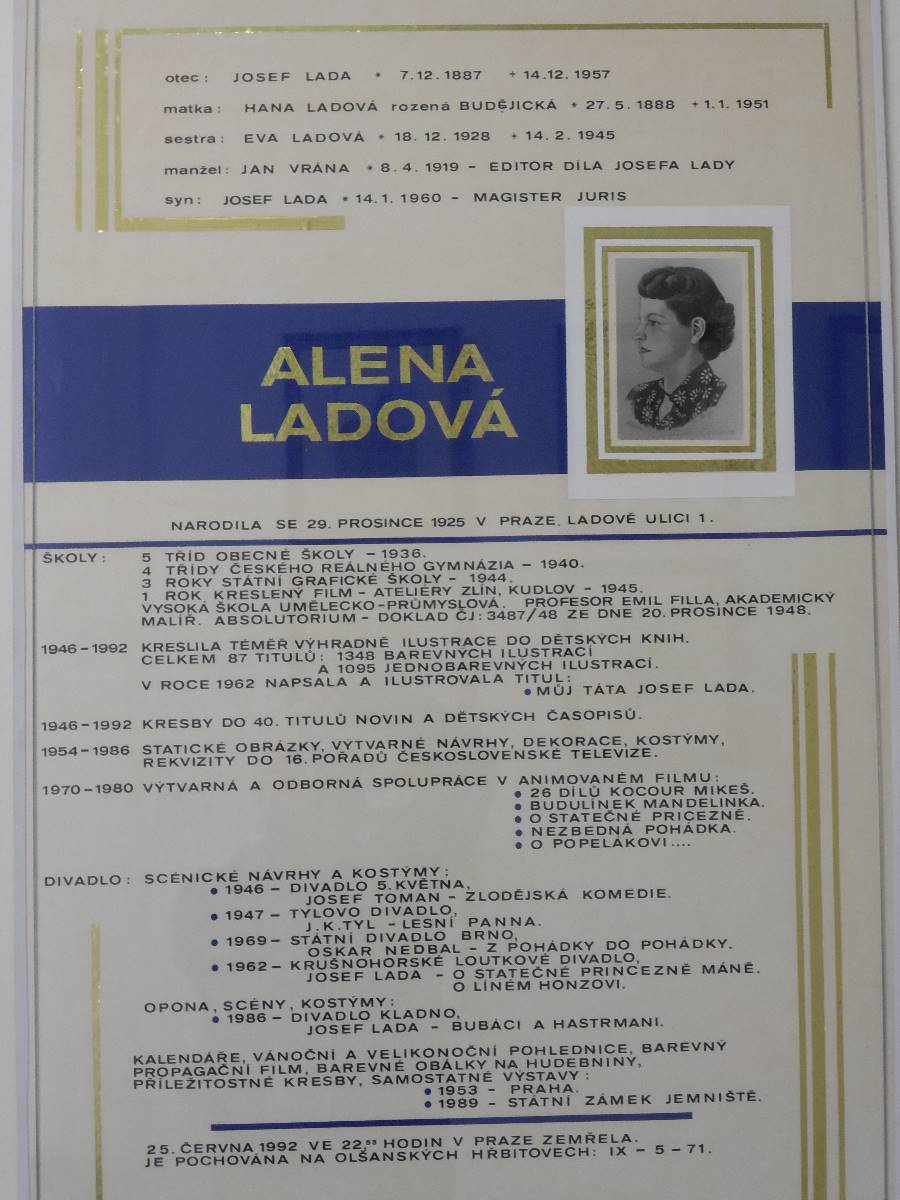 otec: JOSEF LADA * 7.12.1887 + 14.12.1957
matka: HANA LADOVÁ rozená BUDĚJICKÁ * 27.5.1888 + 1.1.1951
sestra: EVA LADOVÁ * 18.12.1928 + 14.2.1945
manžel: JAN VRÁNA * 8.4.1919 – EDITOR DÍLA JOSEFA LADY
syn: JOSEF LADA * 14.1.1960 – MAGISTER JURIS
ALENA
LADOVÁ
NARODILA SE 29. PROSINCE 1925 V PRAZE, LADOVĚ ULICI 1.
ŠKOLY: 5 TŘÍD OBECNÉ ŠKOLY – 1936.
4 TŘÍDY ČESKÉHO REÁLNÉHO GYMNÁZIA – 1940.
3 ROKY STÁTNÍ GRAFICKÉ ŠKOLY – 1944.
1 ROK KRESLENÝ FILM – ATELIÉRY ZLÍN, KUDLOV – 1945.
VYSOKÁ ŠKOLA UMĚLECKO-PRŮMYSLOVÁ. PROFESOR EMIL FILLA, AKADEMICKÝ
MALÍŘ. ABSOLUTORIUM – DOKLAD ČJ: 3487/48 ZE DNE 20. PROSINCE 1948.
1946–1992 KRESLILA TÉMĚŘ VÝHRADNĚ ILUSTRACE DO DĚTSKÝCH KNIH.
CELKEM 87 TITULŮ: 1348 BAREVNÝCH ILUSTRACÍ
A 1095 JEDNOBAREVNÝCH ILUSTRACÍ.
V ROCE 1962 NAPSALA A ILUSTROVALA TITUL:
• MŮJ TÁTA JOSEF LADA.
1946–1992 KRESBY DO 40. TITULŮ NOVIN A DĚTSKÝCH ČASOPISŮ.
1954–1986 STATICKÉ OBRÁZKY, VÝTVARNÉ NÁVRHY, DEKORACE, KOSTÝMY,
REKVIZITY DO 16. POŘADŮ ČESKOSLOVENSKÉ TELEVIZE.
1970–1980 VÝTVARNÁ A ODBORNÁ SPOLUPRÁCE V ANIMOVANÉM FILMU:
• 26 DÍLŮ KOCOUR MIKEŠ.
• BUDULÍNEK MANDELINKA.
• O STATEČNÉ PRICEZNĚ.
• NEZBEDNÁ POHÁDKA.
• O POPELÁKOVI....
DIVADLO: SCÉNICKÉ NÁVRHY A KOSTÝMY:
• 1946 – DIVADLO 5. KVĚTNA,
JOSEF TOMAN – ZLODĚJSKÁ KOMEDIE.
• 1947 – TYLOVO DIVADLO,
J.K.TYL – LESNÍ PANNA.
• 1969 – STÁTNÍ DIVADLO BRNO,
OSKAR NEDBAL – Z POHÁDKY DO POHÁDKY.
• 1962 – KRUŠNOHORSKÉ LOUTKOVÉ DIVADLO,
JOSEF LADA – O STATEČNÉ PRINCEZNĚ MÁNĚ.
O LÍNÉM HONZOVI.
OPONA, SCÉNY, KOSTÝMY:
• 1986 – DIVADLO KLADNO,
JOSEF LADA – BUBÁCI A HASTRMANI.
KALENDÁŘE, VÁNOČNÍ A VELIKONOČNÍ POHLEDNICE, BAREVNÝ
PROPAGAČNÍ FILM, BAREVNÉ OBÁLKY NA HUDEBNINY,
PŘÍLEŽITOSTNÉ KRESBY, SAMOSTATNÉ VÝSTAVY:
• 1953 – PRAHA.
• 1989 – STÁTNÍ ZÁMEK JEMNIŠTĚ.
25. ČERVNA 1992 VE 22,⁵⁵ HODIN V PRAZE ZEMŘELA.
JE POCHOVÁNA NA OLŠANSKÝCH HŘBITOVECH: IX – 5 – 71.